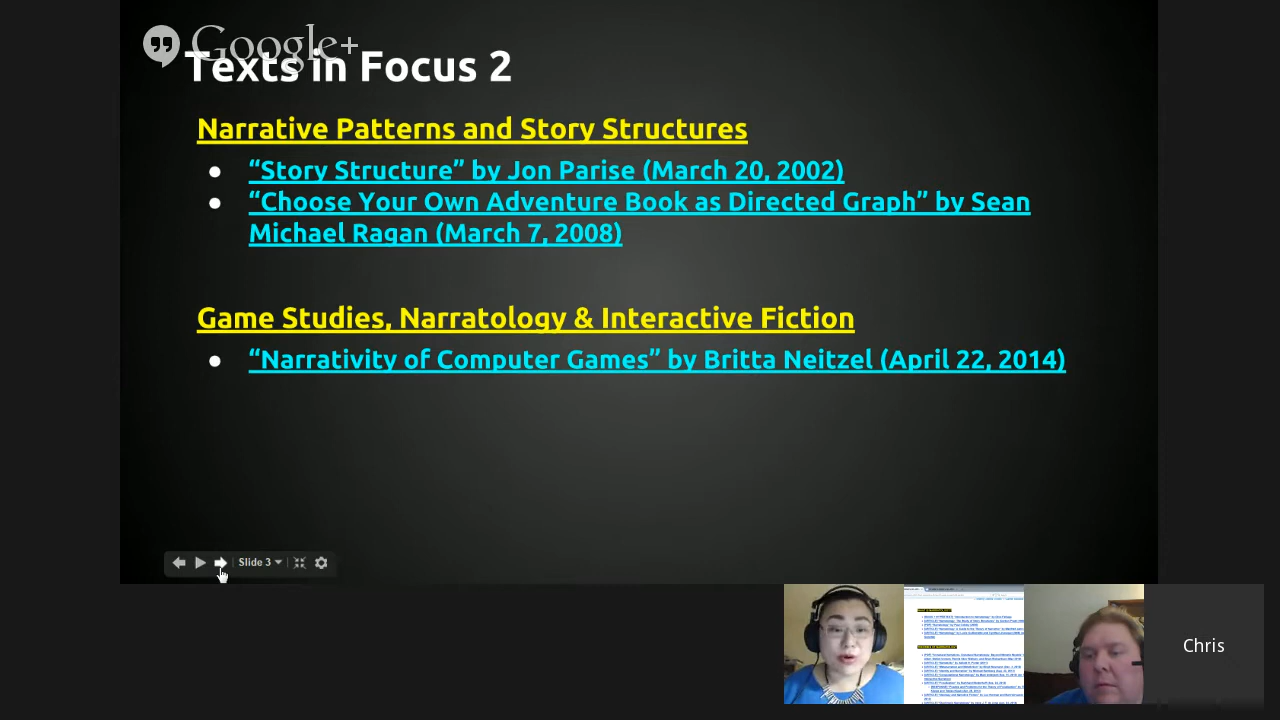 Google+
Texts in Focus 2
Narrative Patterns and Story Structures
● “Story Structure” by Jon Parise (March 20, 2002)
● “Choose Your Own Adventure Book as Directed Graph” by Sean
Michael Ragan (March 7, 2008)
Game Studies, Narratology & Interactive Fiction
● “Narrativity of Computer Games” by Britta Neitzel (April 22, 2014)
Slide 3
Chris